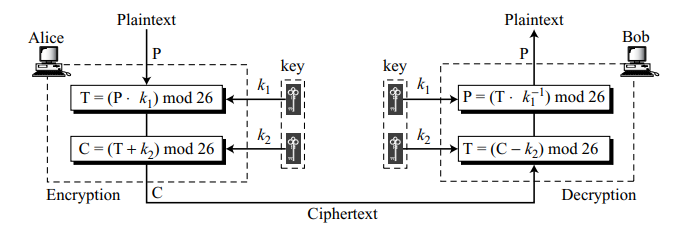 Plaintext
Plaintext
Alice
Bob
P
P
key
key
k₁
k₁
T = (P · k₁) mod 26
P = (T · k₁⁻¹) mod 26
k₂
k₂
C = (T + k₂) mod 26
T = (C − k₂) mod 26
Encryption
C
Decryption
Ciphertext